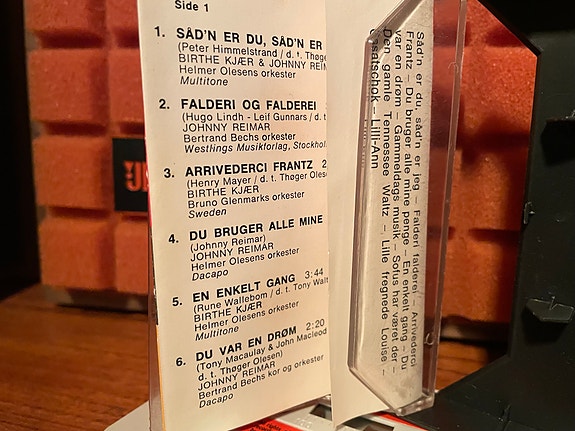 Side 1
1. SÅD'N ER DU, SÅD'N ER
(Peter Himmelstrand / d. t. Thøger
BIRTHE KJÆR & JOHNNY REIM
Helmer Olesens orkester
Multitone
2. FALDERI OG FALDEREI
(Hugo Lindh - Leif Gunnars / d.
JOHNNY REIMAR
Bertrand Bechs orkester
Westlings Musikforlag, Stockhol
3. ARRIVEDERCI FRANTZ 2
(Henry Mayer / d. t. Thøger Oles
BIRTHE KJÆR
Bruno Glenmarks orkester
Sweden
4. DU BRUGER ALLE MINE
(Johnny Reimar)
JOHNNY REIMAR
Helmer Olesens orkester
Dacapo
5. EN ENKELT GANG 3:44
(Rune Wallebom / d.t. Tony Walt
BIRTHE KJÆR
Helmer Olesens orkester
Multitone
6. DU VAR EN DRØM 2:20
(Tony Macaulay & John Macleod
d. t. Thøger Olesen)
JOHNNY REIMAR
Bertrand Bechs kor og orkester
Dacapo
Såd'n er du, såd'n er jeg – Falderi falderei – Arrivederci
Frantz – Du bruger alle mine penge – En enkelt gang – Du
var en drøm – Gammeldags musik – Sofus har været der –
Den gamle Tennessee Waltz – Lille fregnede Louise –
– Lilli-Ann